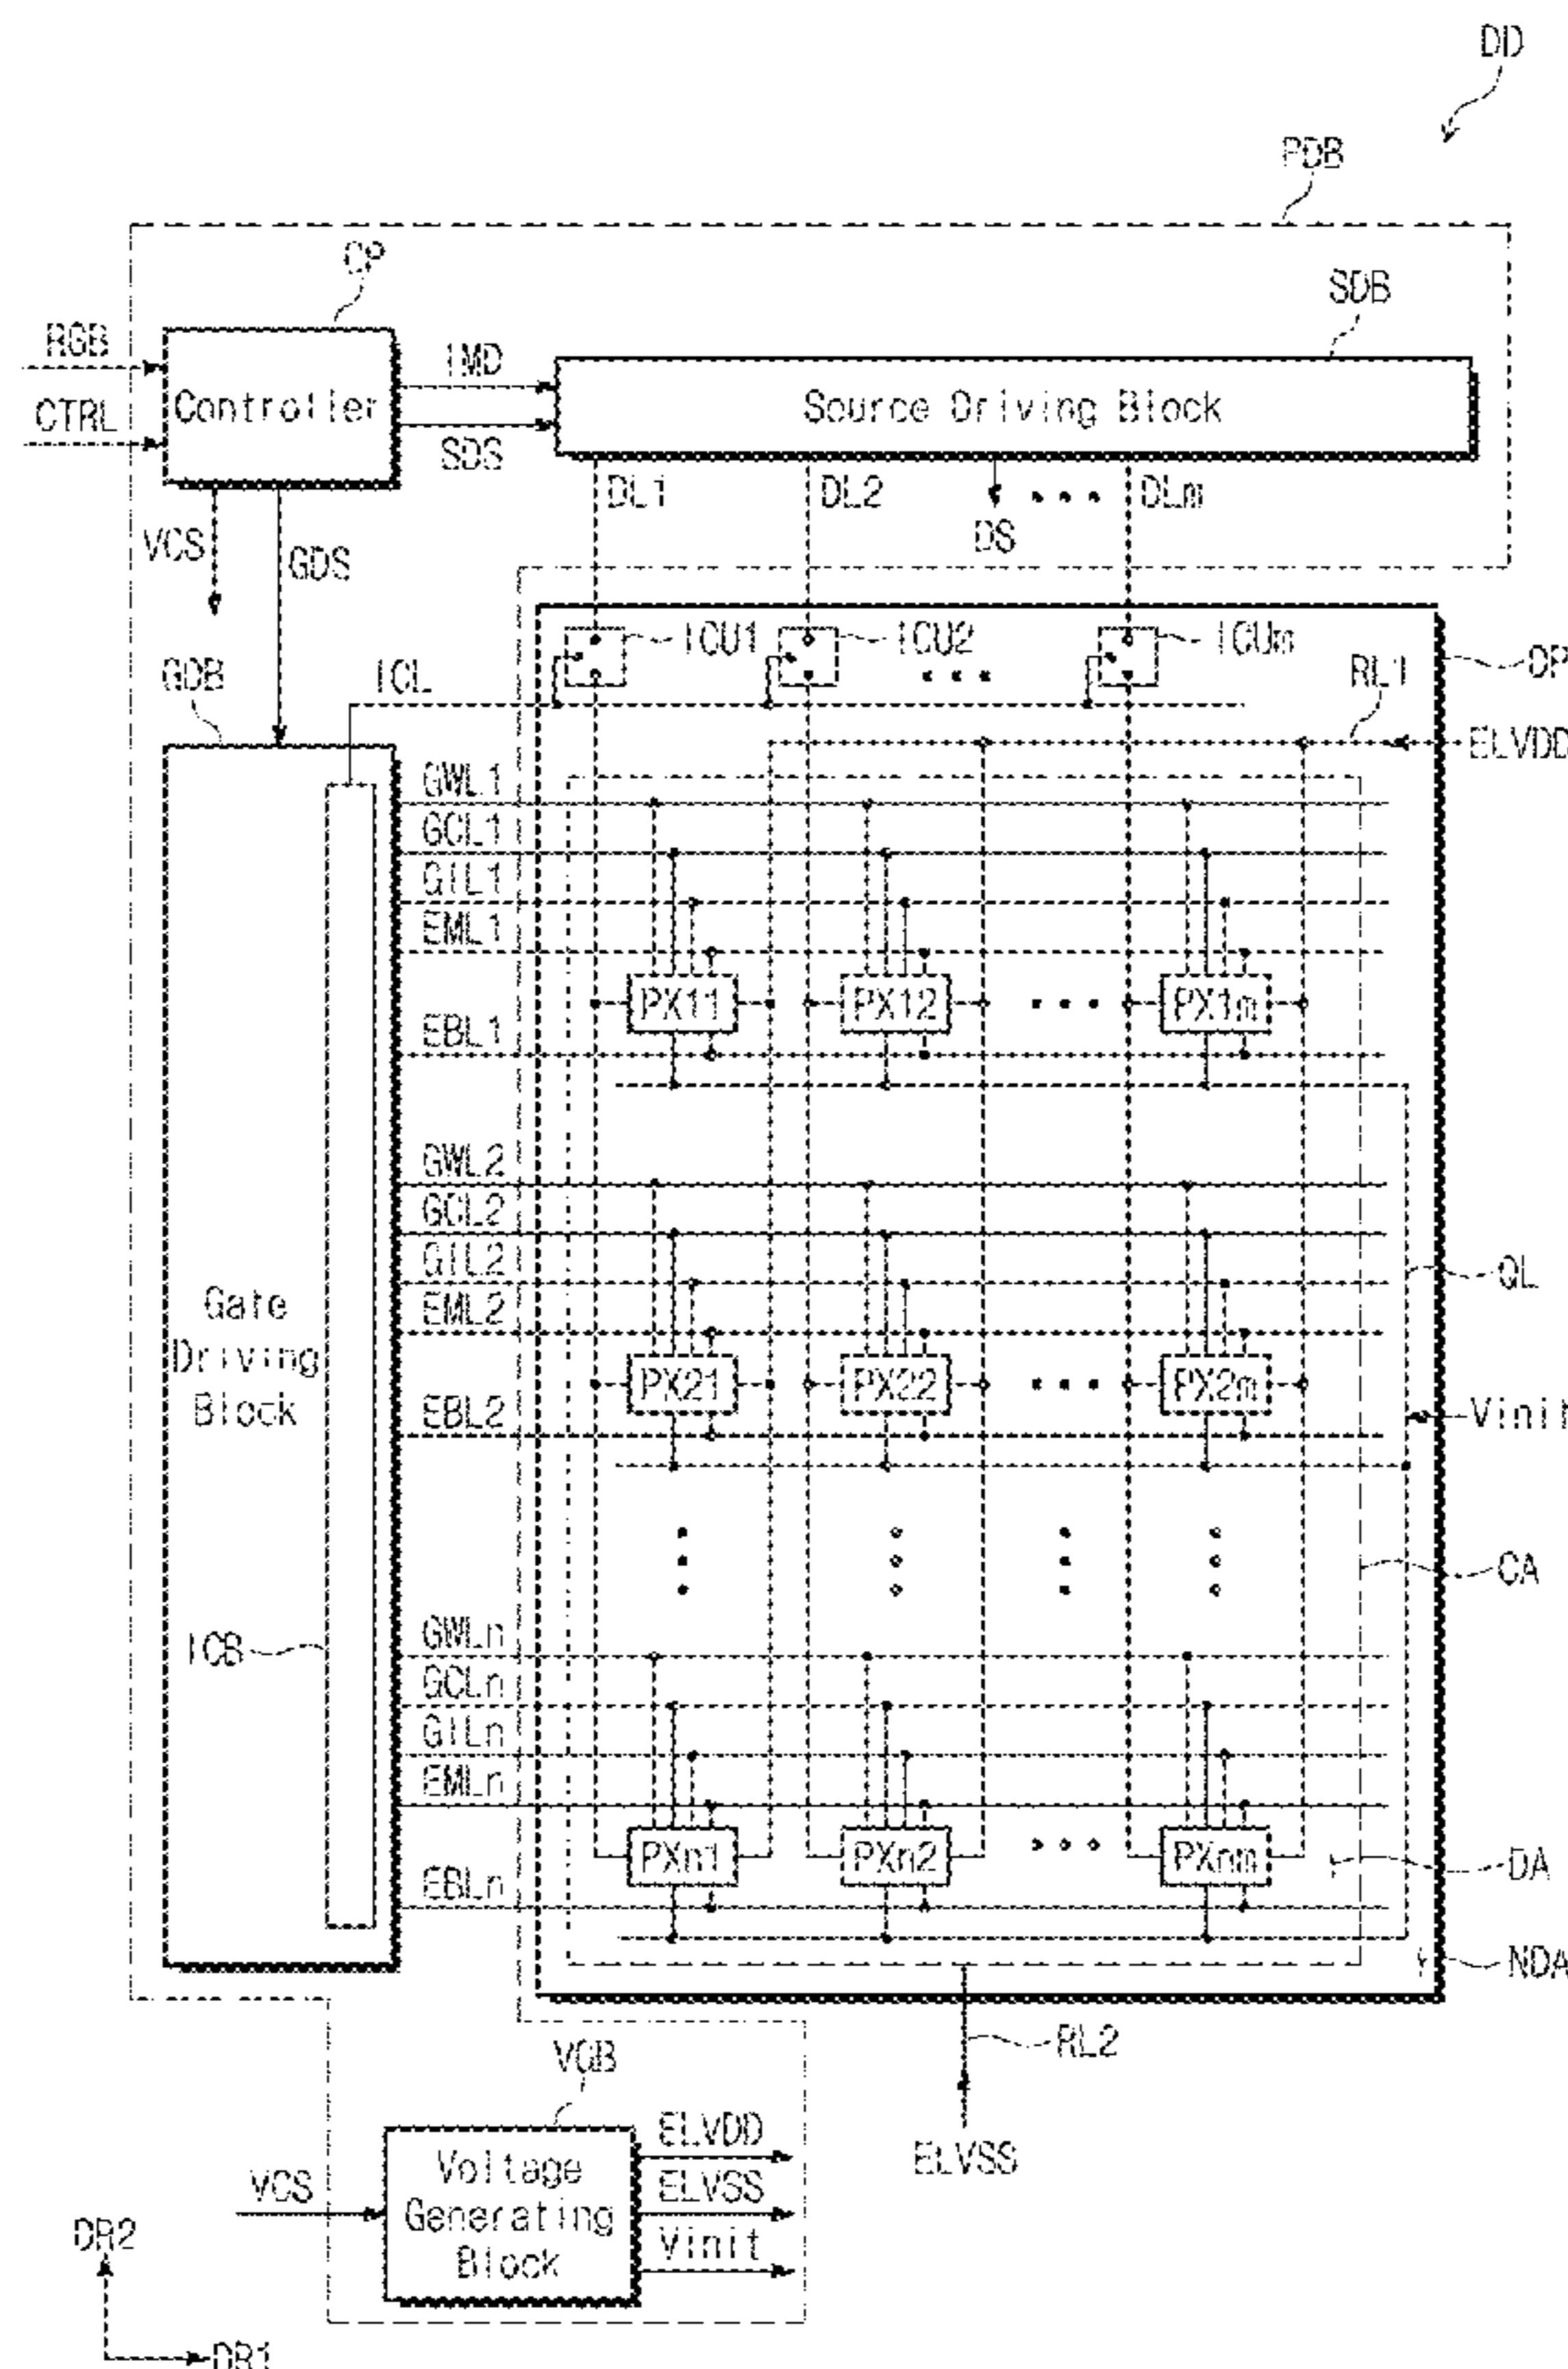 DD
PDB
CP
SDB
RGB
CTRL
Controller
IMD
SDS
Source Driving Block
DL1
DL2
DS
DLm
VCS
GDS
ICU1
ICU2
ICUm
DP
GDB
ICL
RL1
ELVDD
GWL1
GCL1
GIL1
EML1
PX11
PX12
PX1m
EBL1
GWL2
GCL2
GIL2
EML2
QL
Gate
Driving
Block
PX21
PX22
PX2m
EBL2
Vinit
CA
ICB
GWLn
GCLn
GILn
EMLn
PXn1
PXn2
PXnm
DA
EBLn
NDA
RL2
VGB
ELVSS
VCS
Voltage
Generating
Block
ELVDD
ELVSS
Vinit
DR2
DR1